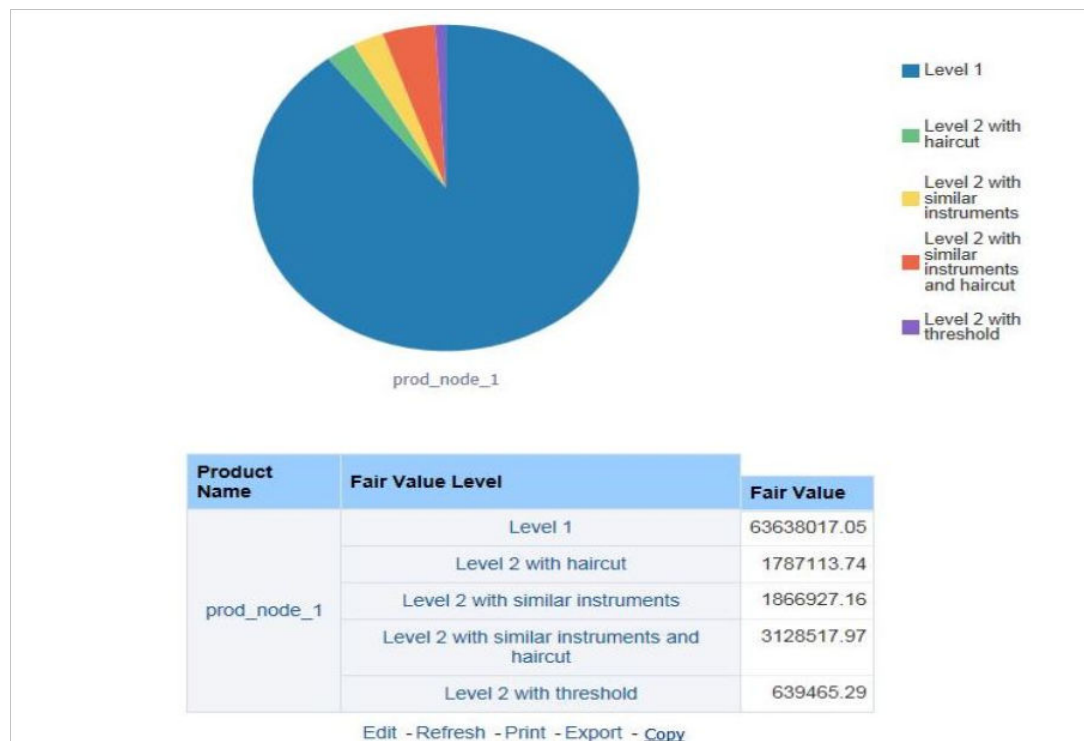 Level 1
Level 2 with
haircut
Level 2 with
similar
instruments
Level 2 with
similar
instruments
and haircut
Level 2 with
threshold
prod_node_1
Product
Name
Fair Value Level
Fair Value
prod_node_1
Level 1 63638017.05
Level 2 with haircut 1787113.74
Level 2 with similar instruments 1866927.16
Level 2 with similar instruments and 3128517.97
haircut
Level 2 with threshold 639465.29
Edit - Refresh - Print - Export - Copy